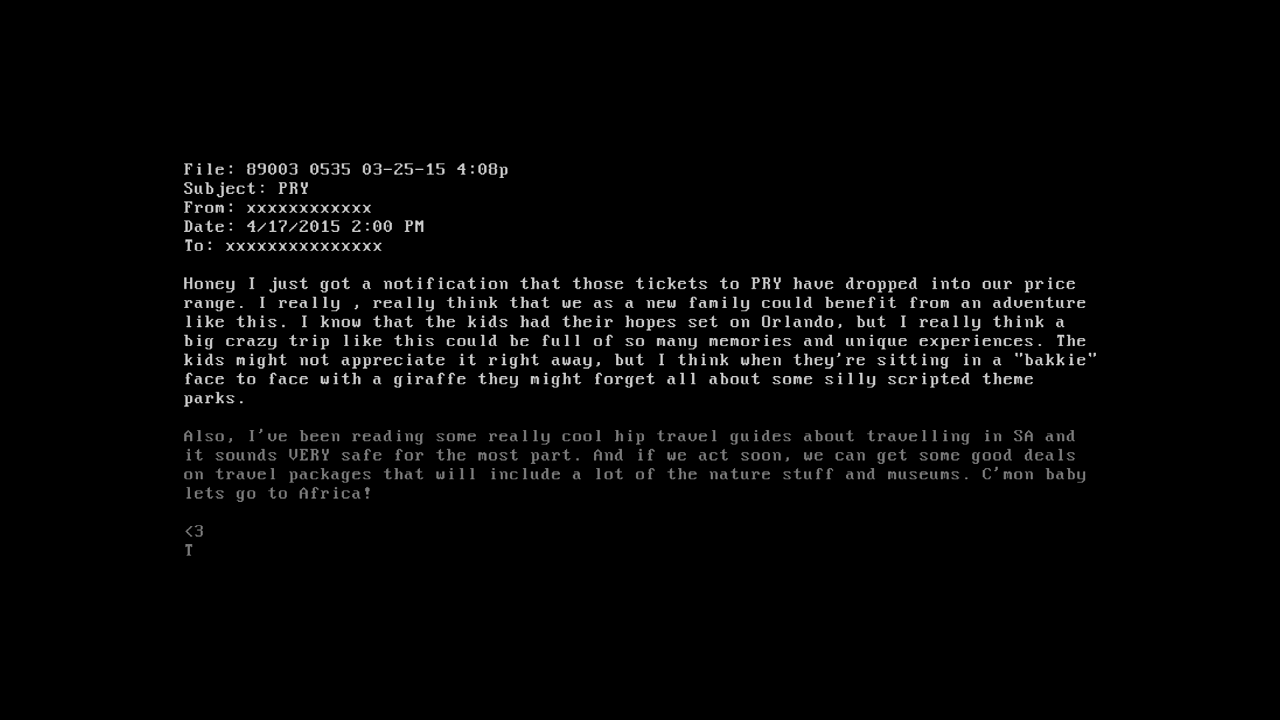 File: 89003 0535 03-25-15 4:08p
Subject: PRY
From: xxxxxxxxxxxx
Date: 4/17/2015 2:00 PM
To: xxxxxxxxxxxxxxx
Honey I just got a notification that those tickets to PRY have dropped into our price
range. I really , really think that we as a new family could benefit from an adventure
like this. I know that the kids had their hopes set on Orlando, but I really think a
big crazy trip like this could be full of so many memories and unique experiences. The
kids might not appreciate it right away, but I think when they're sitting in a "bakkie"
face to face with a giraffe they might forget all about some silly scripted theme
parks.
Also, I've been reading some really cool hip travel guides about travelling in SA and
it sounds VERY safe for the most part. And if we act soon, we can get some good deals
on travel packages that will include a lot of the nature stuff and museums. C'mon baby
lets go to Africa!
<3
T